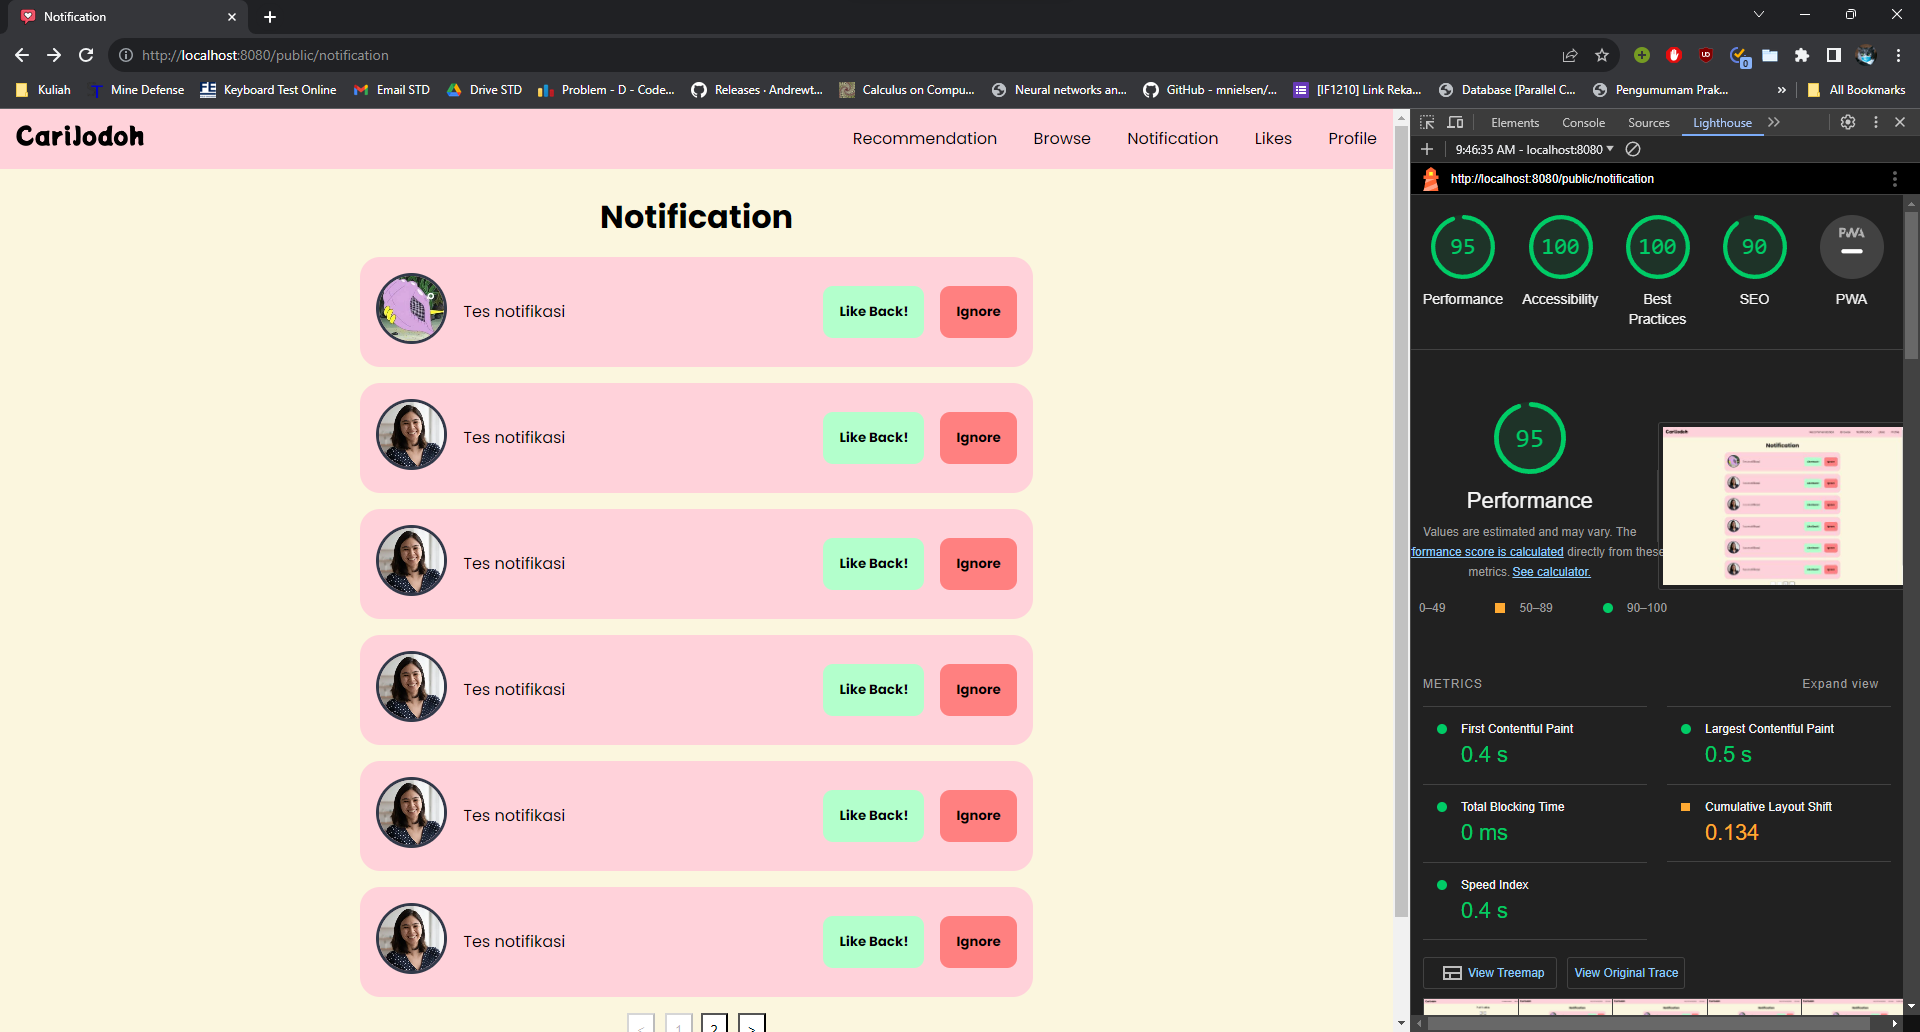 Notification
http://localhost:8080/public/notification
0
Kuliah
Mine Defense
Keyboard Test Online
Email STD
Drive STD
Problem - D - Code...
Releases · Andrewt...
Calculus on Compu...
Neural networks an...
GitHub - mnielsen/...
[IF1210] Link Reka...
Database [Parallel C...
Pengumumam Prak...
»
All Bookmarks
CariJodoh
Recommendation
Browse
Notification
Likes
Profile
Notification
Tes notifikasi
Like Back!
Ignore
Tes notifikasi
Like Back!
Ignore
Tes notifikasi
Like Back!
Ignore
Tes notifikasi
Like Back!
Ignore
Tes notifikasi
Like Back!
Ignore
Tes notifikasi
Like Back!
Ignore
< 1 2 >
Elements
Console
Sources
Lighthouse
9:46:35 AM - localhost:8080
http://localhost:8080/public/notification
95
Performance
100
Accessibility
100
Best
Practices
90
SEO
PWA
PWA
95
Performance
Values are estimated and may vary. The
formance score is calculated directly from these
metrics. See calculator.
0–49
50–89
90–100
CariJodoh
Notification
METRICS
Expand view
First Contentful Paint
0.4 s
Largest Contentful Paint
0.5 s
Total Blocking Time
0 ms
Cumulative Layout Shift
0.134
Speed Index
0.4 s
View Treemap
View Original Trace